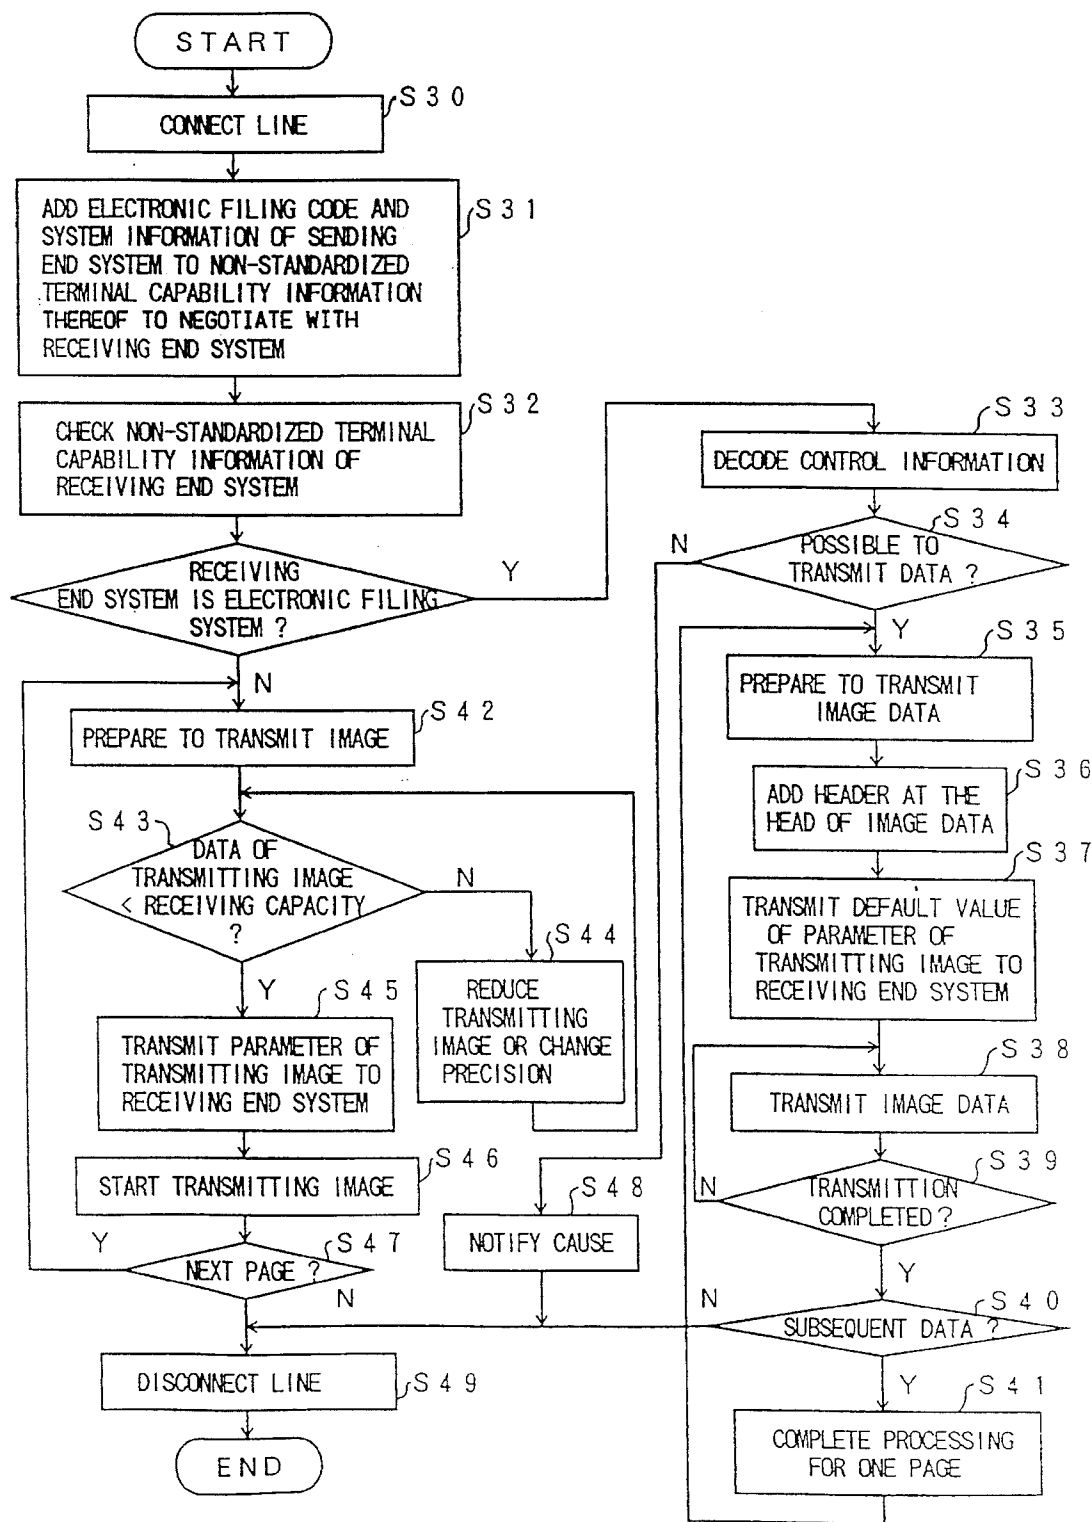 START
S30
CONNECT LINE
S31
ADD ELECTRONIC FILING CODE AND
SYSTEM INFORMATION OF SENDING
END SYSTEM TO NON-STANDARDIZED
TERMINAL CAPABILITY INFORMATION
THEREOF TO NEGOTIATE WITH
RECEIVING END SYSTEM
S32
CHECK NON-STANDARDIZED TERMINAL
CAPABILITY INFORMATION OF
RECEIVING END SYSTEM
RECEIVING
END SYSTEM IS ELECTRONIC FILING
SYSTEM ?
Y
N
S42
PREPARE TO TRANSMIT IMAGE
S43
DATA OF
TRANSMITTING IMAGE
< RECEIVING CAPACITY
?
N
Y
S44
REDUCE
TRANSMITTING
IMAGE OR CHANGE
PRECISION
S45
TRANSMIT PARAMETER OF
TRANSMITTING IMAGE TO
RECEIVING END SYSTEM
S46
START TRANSMITTING IMAGE
S47
NEXT PAGE ?
Y
N
S48
NOTIFY CAUSE
S49
DISCONNECT LINE
END
S33
DECODE CONTROL INFORMATION
S34
POSSIBLE TO
TRANSMIT DATA ?
N
Y
S35
PREPARE TO TRANSMIT
IMAGE DATA
S36
ADD HEADER AT THE
HEAD OF IMAGE DATA
S37
TRANSMIT DEFAULT VALUE
OF PARAMETER OF
TRANSMITTING IMAGE TO
RECEIVING END SYSTEM
S38
TRANSMIT IMAGE DATA
S39
TRANSMITTION
COMPLETED?
N
Y
S40
SUBSEQUENT DATA ?
N
Y
S41
COMPLETE PROCESSING
FOR ONE PAGE